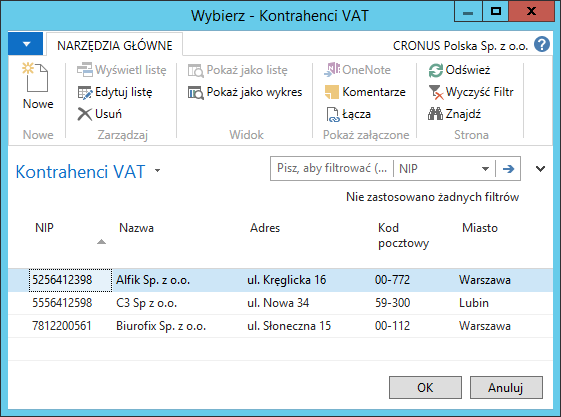 Wybierz - Kontrahenci VAT
NARZĘDZIA GŁÓWNE
CRONUS Polska Sp. z o.o.
Nowe
Wyświetl listę
Edytuj listę
Usuń
Pokaż jako listę
Pokaż jako wykres
OneNote
Komentarze
Łącza
Odśwież
Wyczyść Filtr
Znajdź
Nowe Zarządzaj Widok Pokaż załączone Strona
Kontrahenci VAT
Pisz, aby filtrować (... NIP
Nie zastosowano żadnych filtrów
NIP Nazwa Adres Kod pocztowy Miasto
5256412398 Alfik Sp. z o.o. ul. Kręglicka 16 00-772 Warszawa
5556412598 C3 Sp z o.o. ul. Nowa 34 59-300 Lubin
7812200561 Biurofix Sp. z o.o. ul. Słoneczna 15 00-112 Warszawa
OK Anuluj